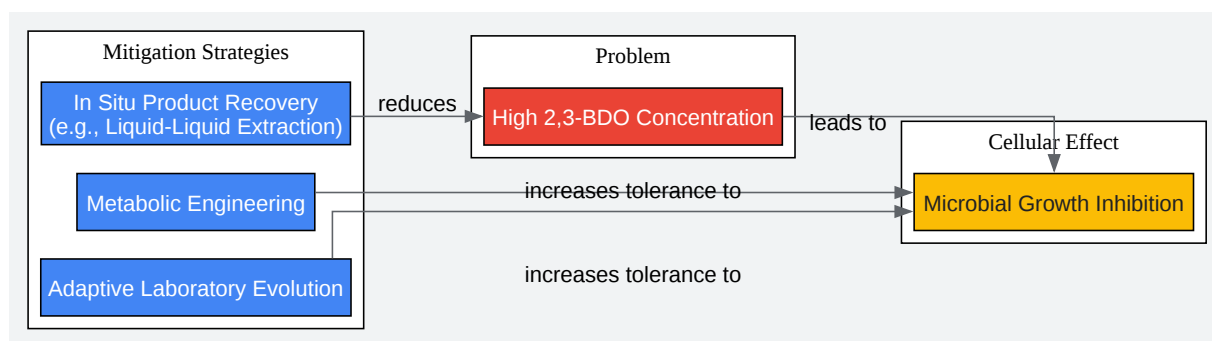 Mitigation Strategies
In Situ Product Recovery
(e.g., Liquid-Liquid Extraction)
Metabolic Engineering
Adaptive Laboratory Evolution
reduces
Problem
High 2,3-BDO Concentration
leads to
increases tolerance to
increases tolerance to
Cellular Effect
Microbial Growth Inhibition